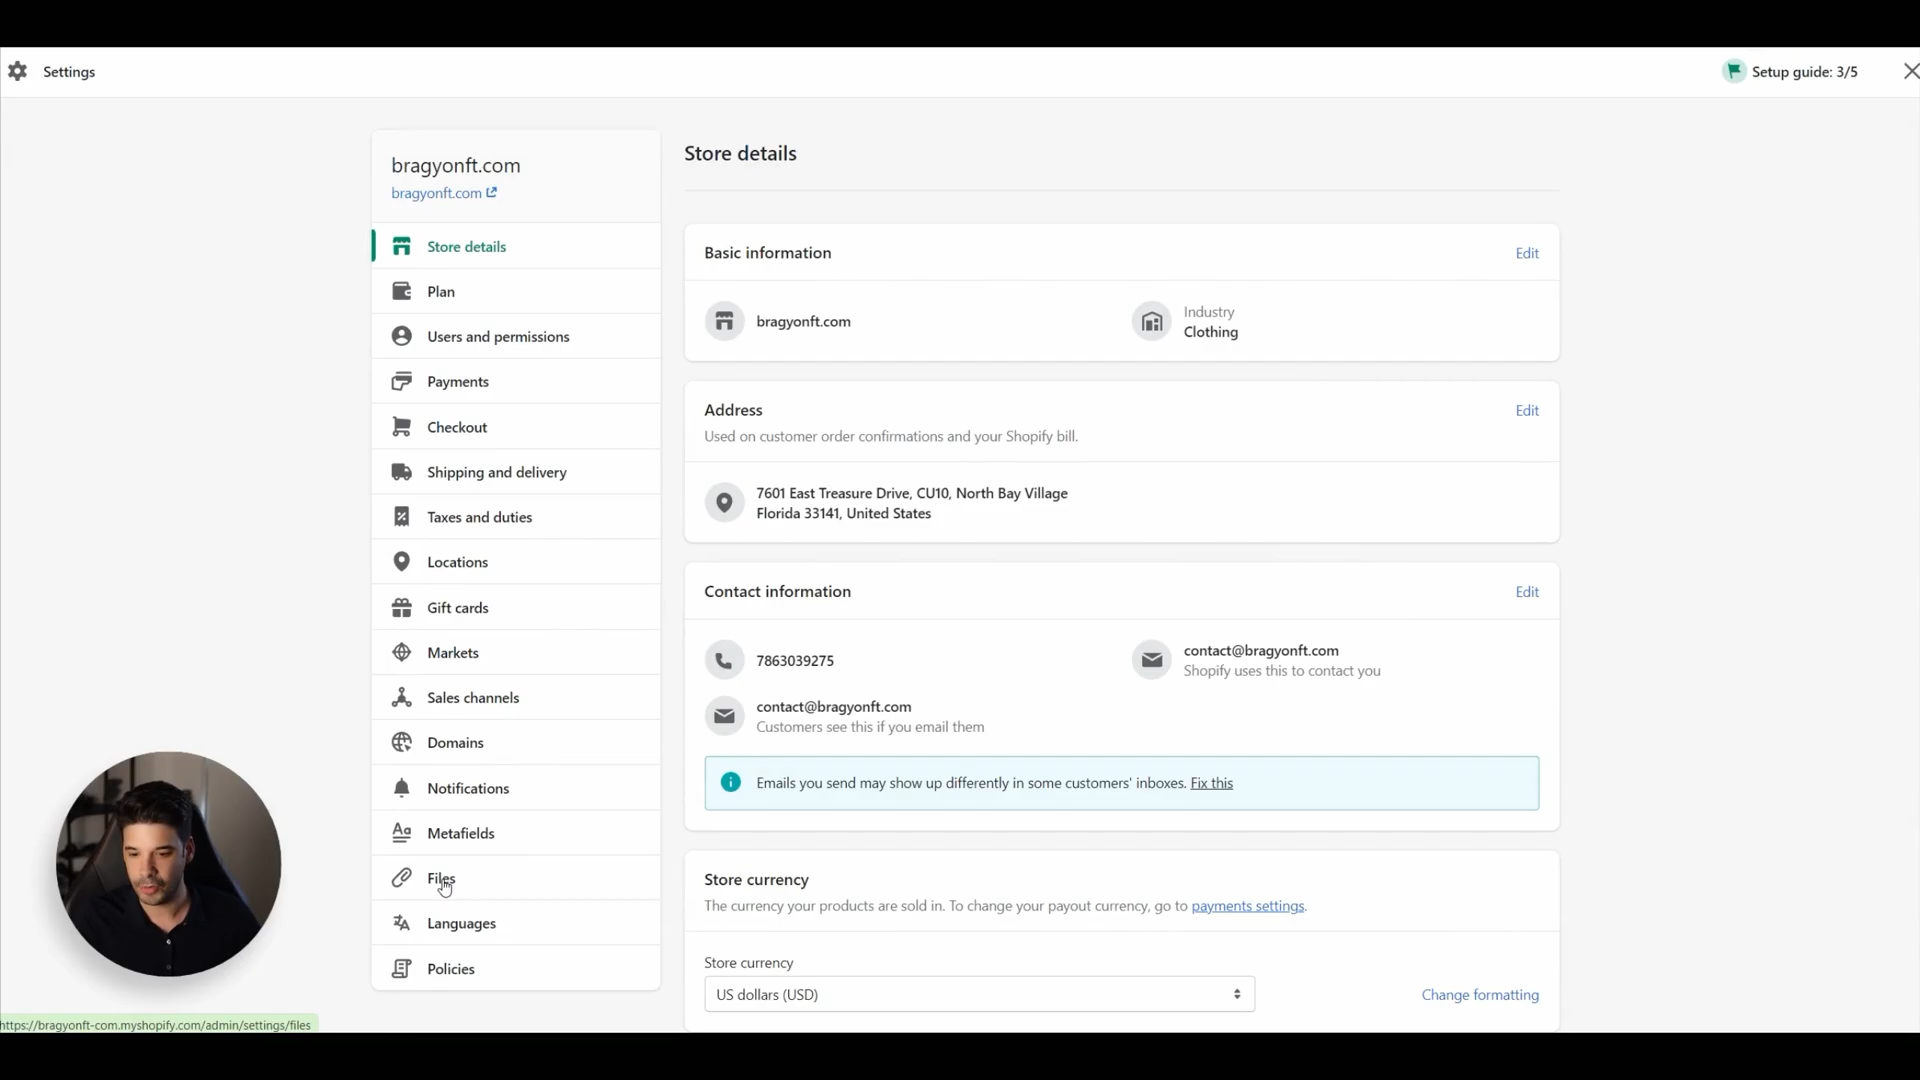 Settings
Setup guide: 3/5
bragyonft.com
bragyonft.com
Store details
Plan
Users and permissions
Payments
Checkout
Shipping and delivery
Taxes and duties
Locations
Gift cards
Markets
Sales channels
Domains
Notifications
Metafields
Files
Languages
Policies
Store details
Basic information
Edit
bragyonft.com
Industry
Clothing
Address
Edit
Used on customer order confirmations and your Shopify bill.
7601 East Treasure Drive, CU10, North Bay Village
Florida 33141, United States
Contact information
Edit
7863039275
contact@bragyonft.com
Shopify uses this to contact you
contact@bragyonft.com
Customers see this if you email them
Emails you send may show up differently in some customers' inboxes. Fix this
Store currency
The currency your products are sold in. To change your payout currency, go to payments settings.
Store currency
US dollars (USD)
Change formatting
https://bragyonft-com.myshopify.com/admin/settings/files